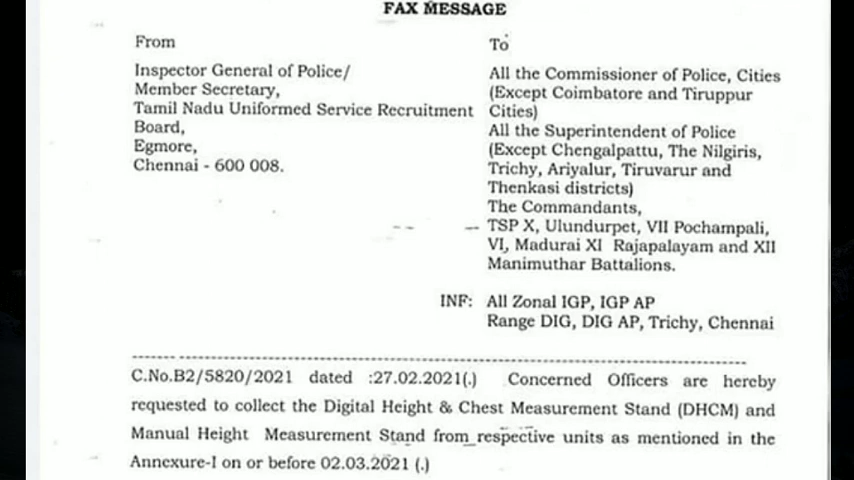 FAX MESSAGE
From
Inspector General of Police/
Member Secretary,
Tamil Nadu Uniformed Service Recruitment
Board,
Egmore,
Chennai - 600 008.
To
All the Commissioner of Police, Cities
(Except Coimbatore and Tiruppur
Cities)
All the Superintendent of Police
(Except Chengalpattu, The Nilgiris,
Trichy, Ariyalur, Tiruvarur and
Thenkasi districts)
The Commandants,
TSP X, Ulundurpet, VII Pochampali,
VI, Madurai XI Rajapalayam and XII
Manimuthar Battalions.
INF: All Zonal IGP, IGP AP
Range DIG, DIG AP, Trichy, Chennai
C.No.B2/5820/2021 dated :27.02.2021(.) Concerned Officers are hereby
requested to collect the Digital Height & Chest Measurement Stand (DHCM) and
Manual Height Measurement Stand from respective units as mentioned in the
Annexure-I on or before 02.03.2021 (.)